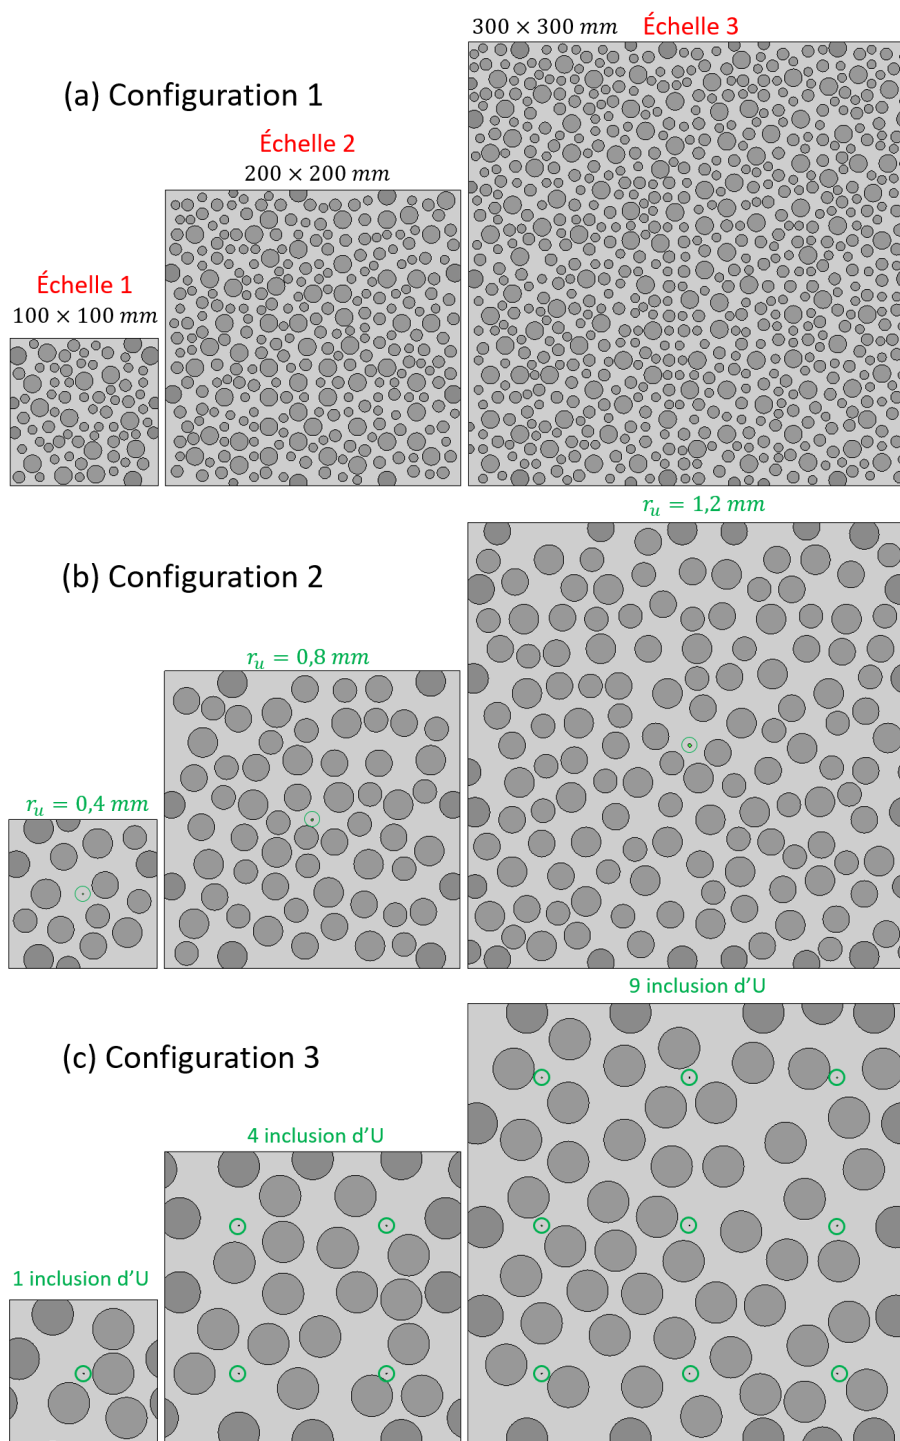 300 × 300 mm Échelle 3
(a) Configuration 1
Échelle 2
200 × 200 mm
Échelle 1
100 × 100 mm
r_u = 1,2 mm
(b) Configuration 2
r_u = 0,8 mm
r_u = 0,4 mm
9 inclusion d’U
(c) Configuration 3
4 inclusion d’U
1 inclusion d’U